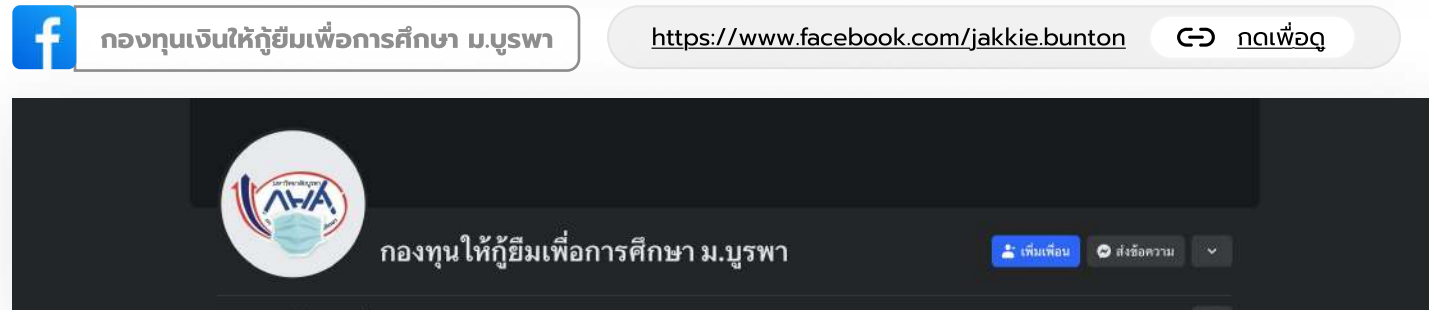 กองทุนเงินให้กู้ยืมเพื่อการศึกษา ม.บูรพา
https://www.facebook.com/jakkie.bunton กดเพื่อดู
กองทุนให้กู้ยืมเพื่อการศึกษา ม.บูรพา
เพิ่มเพื่อน ส่งข้อความ